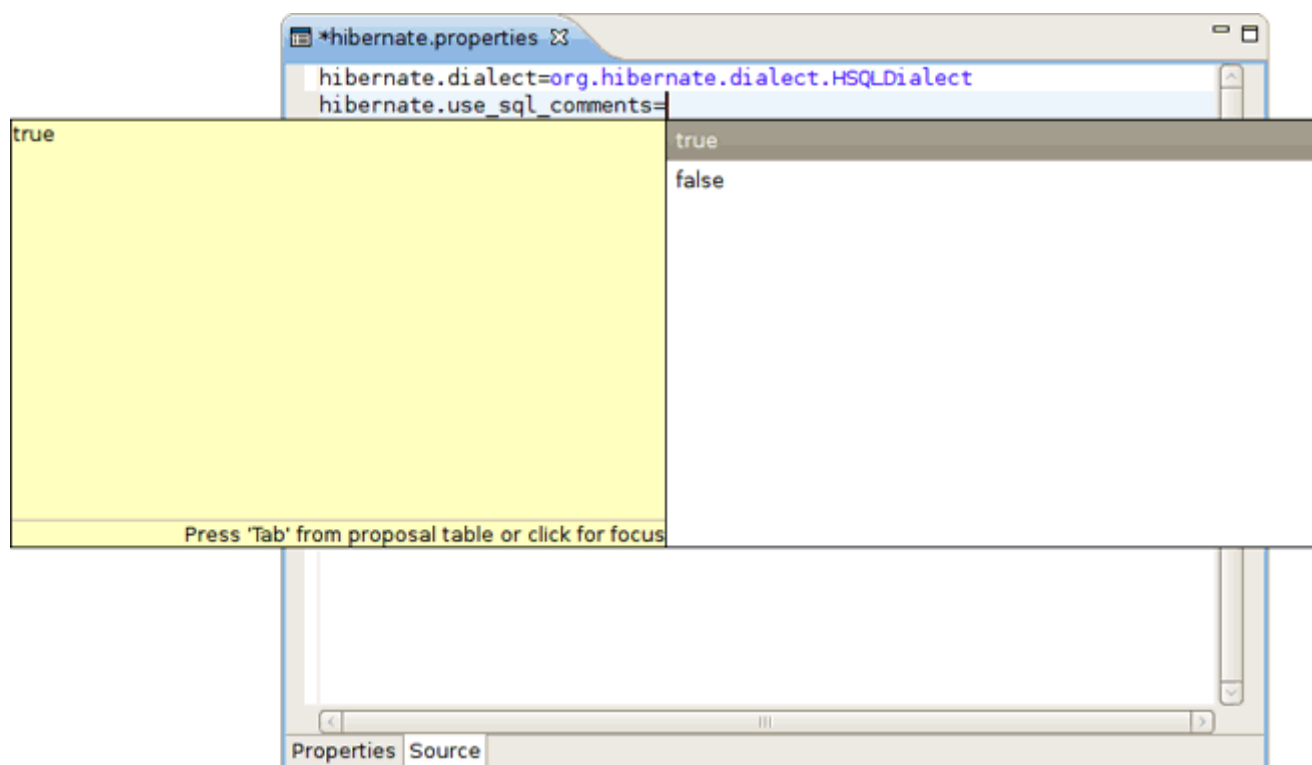 *hibernate.properties
hibernate.dialect=org.hibernate.dialect.HSQLDialect
hibernate.use_sql_comments=
true
true
false
Press 'Tab' from proposal table or click for focus
Properties Source